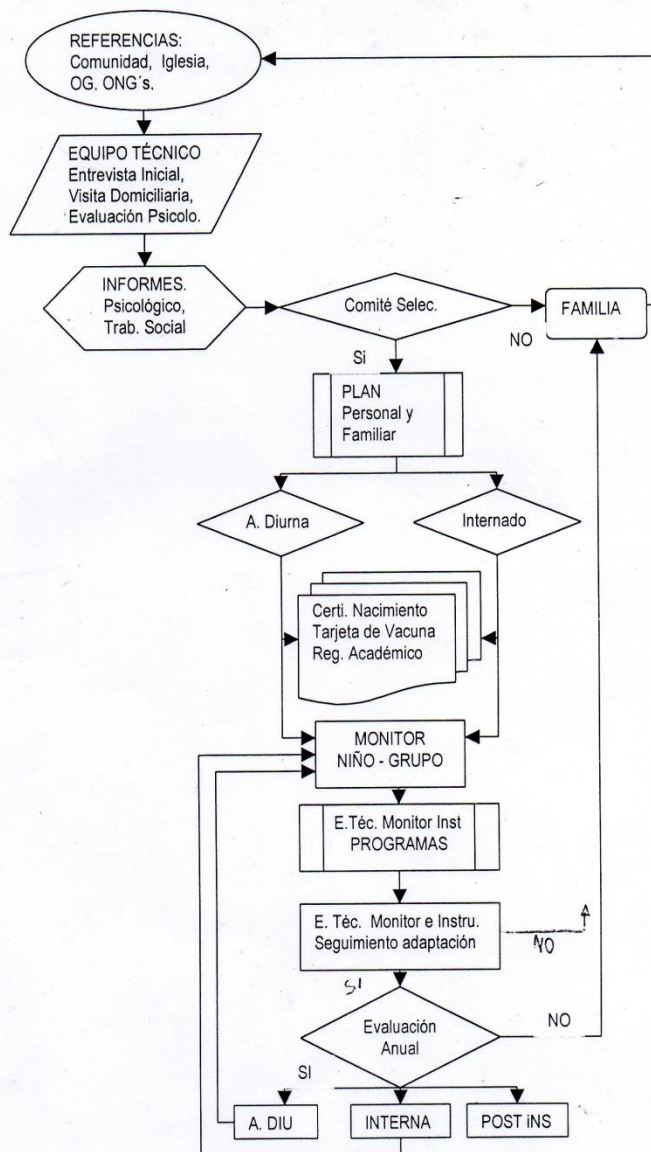 REFERENCIAS:
Comunidad, Iglesia,
OG. ONG´s.
EQUIPO TÉCNICO
Entrevista Inicial,
Visita Domiciliaria,
Evaluación Psicolo.
INFORMES.
Psicológico,
Trab. Social
Comité Selec.
FAMILIA
NO
Si
PLAN
Personal y
Familiar
A. Diurna
Internado
Certi. Nacimiento
Tarjeta de Vacuna
Reg. Académico
MONITOR
NIÑO - GRUPO
E.Téc. Monitor Inst
PROGRAMAS
E. Téc. Monitor e Instru.
Seguimiento adaptación
NO
SI
Evaluación
Anual
NO
SI
A. DIU
INTERNA
POST iNS